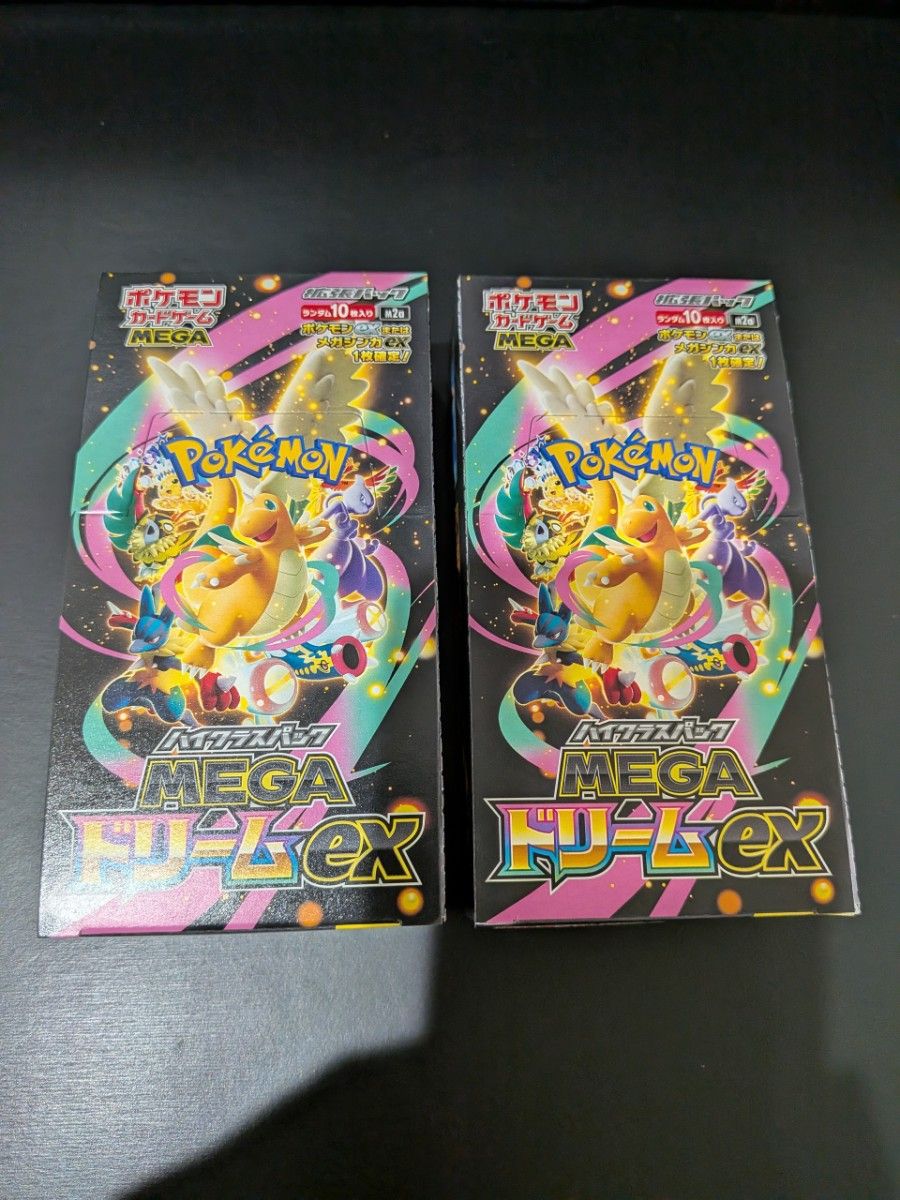 ポケモン
カードゲーム
MEGA
拡張パック
ランダム10枚入り
m2a
ポケモンexまたは
メガシンカex
1枚確定!
POKéMON
ハイクラスパック
MEGA
ドリームex
ポケモン
カードゲーム
MEGA
拡張パック
ランダム10枚入り
m2a
ポケモンexまたは
メガシンカex
1枚確定!
POKéMON
ハイクラスパック
MEGA
ドリームex